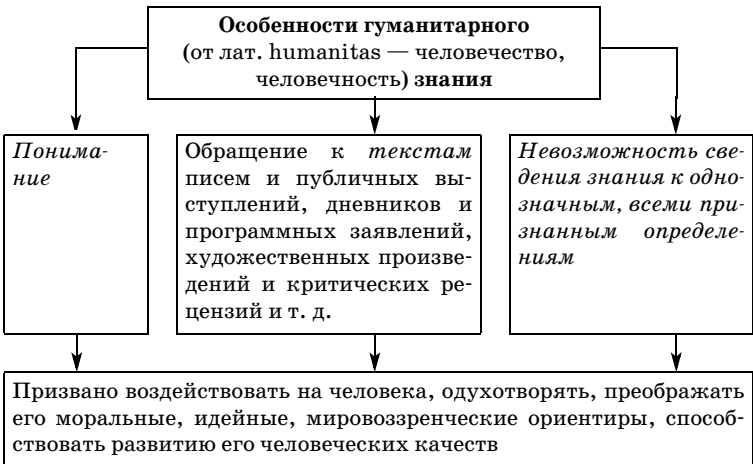 Особенности гуманитарного
(от лат. humanitas — человечество,
человечность) знания
Понима-
ние
Обращение к текстам
писем и публичных вы-
ступлений, дневников и
программных заявлений,
художественных произве-
дений и критических ре-
цензий и т. д.
Невозможность све-
дения знания к одно-
значным, всеми при-
знанным определе-
ниям
Призвано воздействовать на человека, одухотворять, преображать
его моральные, идейные, мировоззренческие ориентиры, способ-
ствовать развитию его человеческих качеств